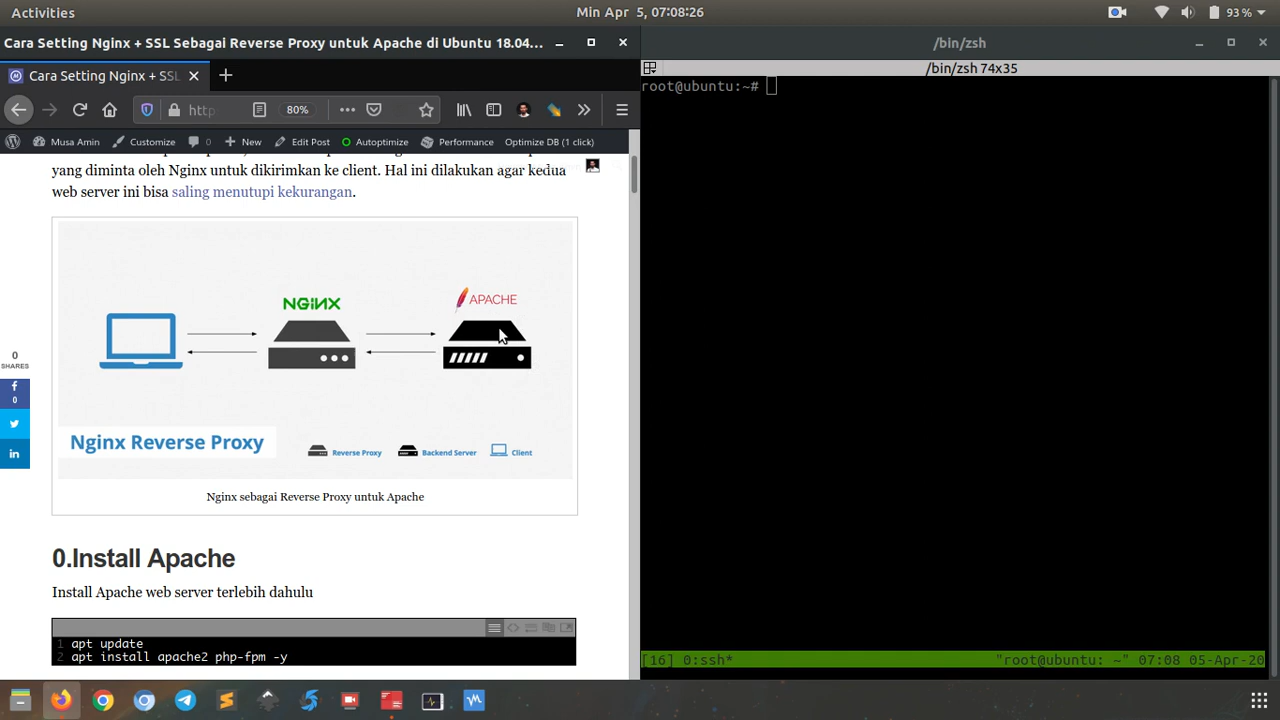 Activities
Min Apr 5, 07:08:26
93 %
Cara Setting Nginx + SSL Sebagai Reverse Proxy untuk Apache di Ubuntu 18.04...
/bin/zsh
Cara Setting Nginx + SSL
/bin/zsh 74x35
http
80%
root@ubuntu:~#
Musa Amin
Customize
0
New
Edit Post
Autoptimize
Performance
Optimize DB (1 click)
yang diminta oleh Nginx untuk dikirimkan ke client. Hal ini dilakukan agar kedua
web server ini bisa saling menutupi kekurangan.
NGiNX
APACHE
0
SHARES
0
Nginx Reverse Proxy
Reverse Proxy
Backend Server
Client
Nginx sebagai Reverse Proxy untuk Apache
0.Install Apache
Install Apache web server terlebih dahulu
1 apt update
2 apt install apache2 php-fpm -y
[16] 0:ssh*
"root@ubuntu: ~" 07:08 05-Apr-20